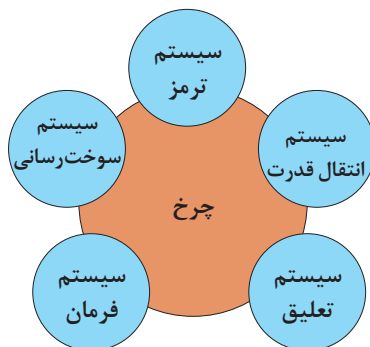 سیستم
ترمز
سیستم
انتقال قدرت
سیستم
سوخت‌رسانی
چرخ
سیستم
تعلیق
سیستم
فرمان